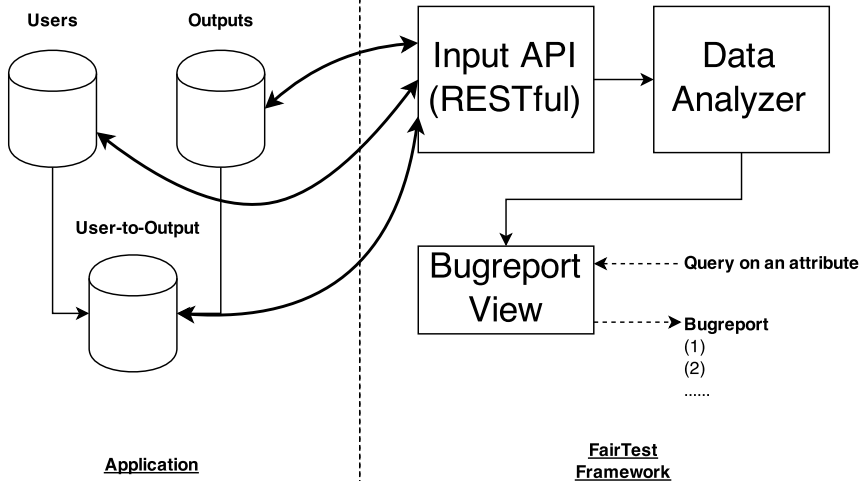 Users
Outputs
Input API
(RESTful)
Data
Analyzer
User-to-Output
Bugreport
View
Query on an attribute
Bugreport
(1)
(2)
......
Application
FairTest
Framework